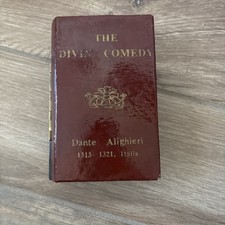 THE
DIVINE COMEDY
Dante Alighieri
1313- 1321, Italia